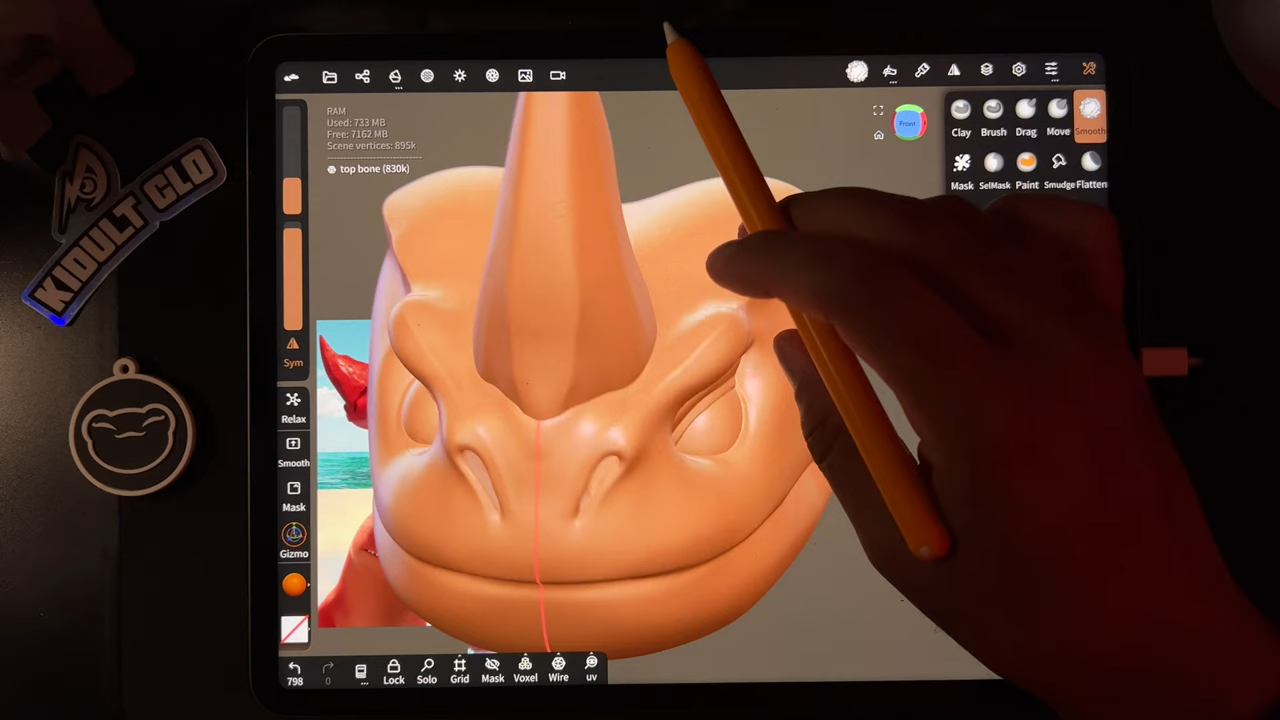 KIDULT CLO
RAM
Used: 733 MB
Free: 7162 MB
Scene vertices: 895k
top bone (830k)
Front
Clay Brush Drag Move Smooth
Mask SelMask Paint Smudge Flatten
Sym
Relax
Smooth
Mask
Gizmo
798 0 Lock Solo Grid Mask Voxel Wire uv